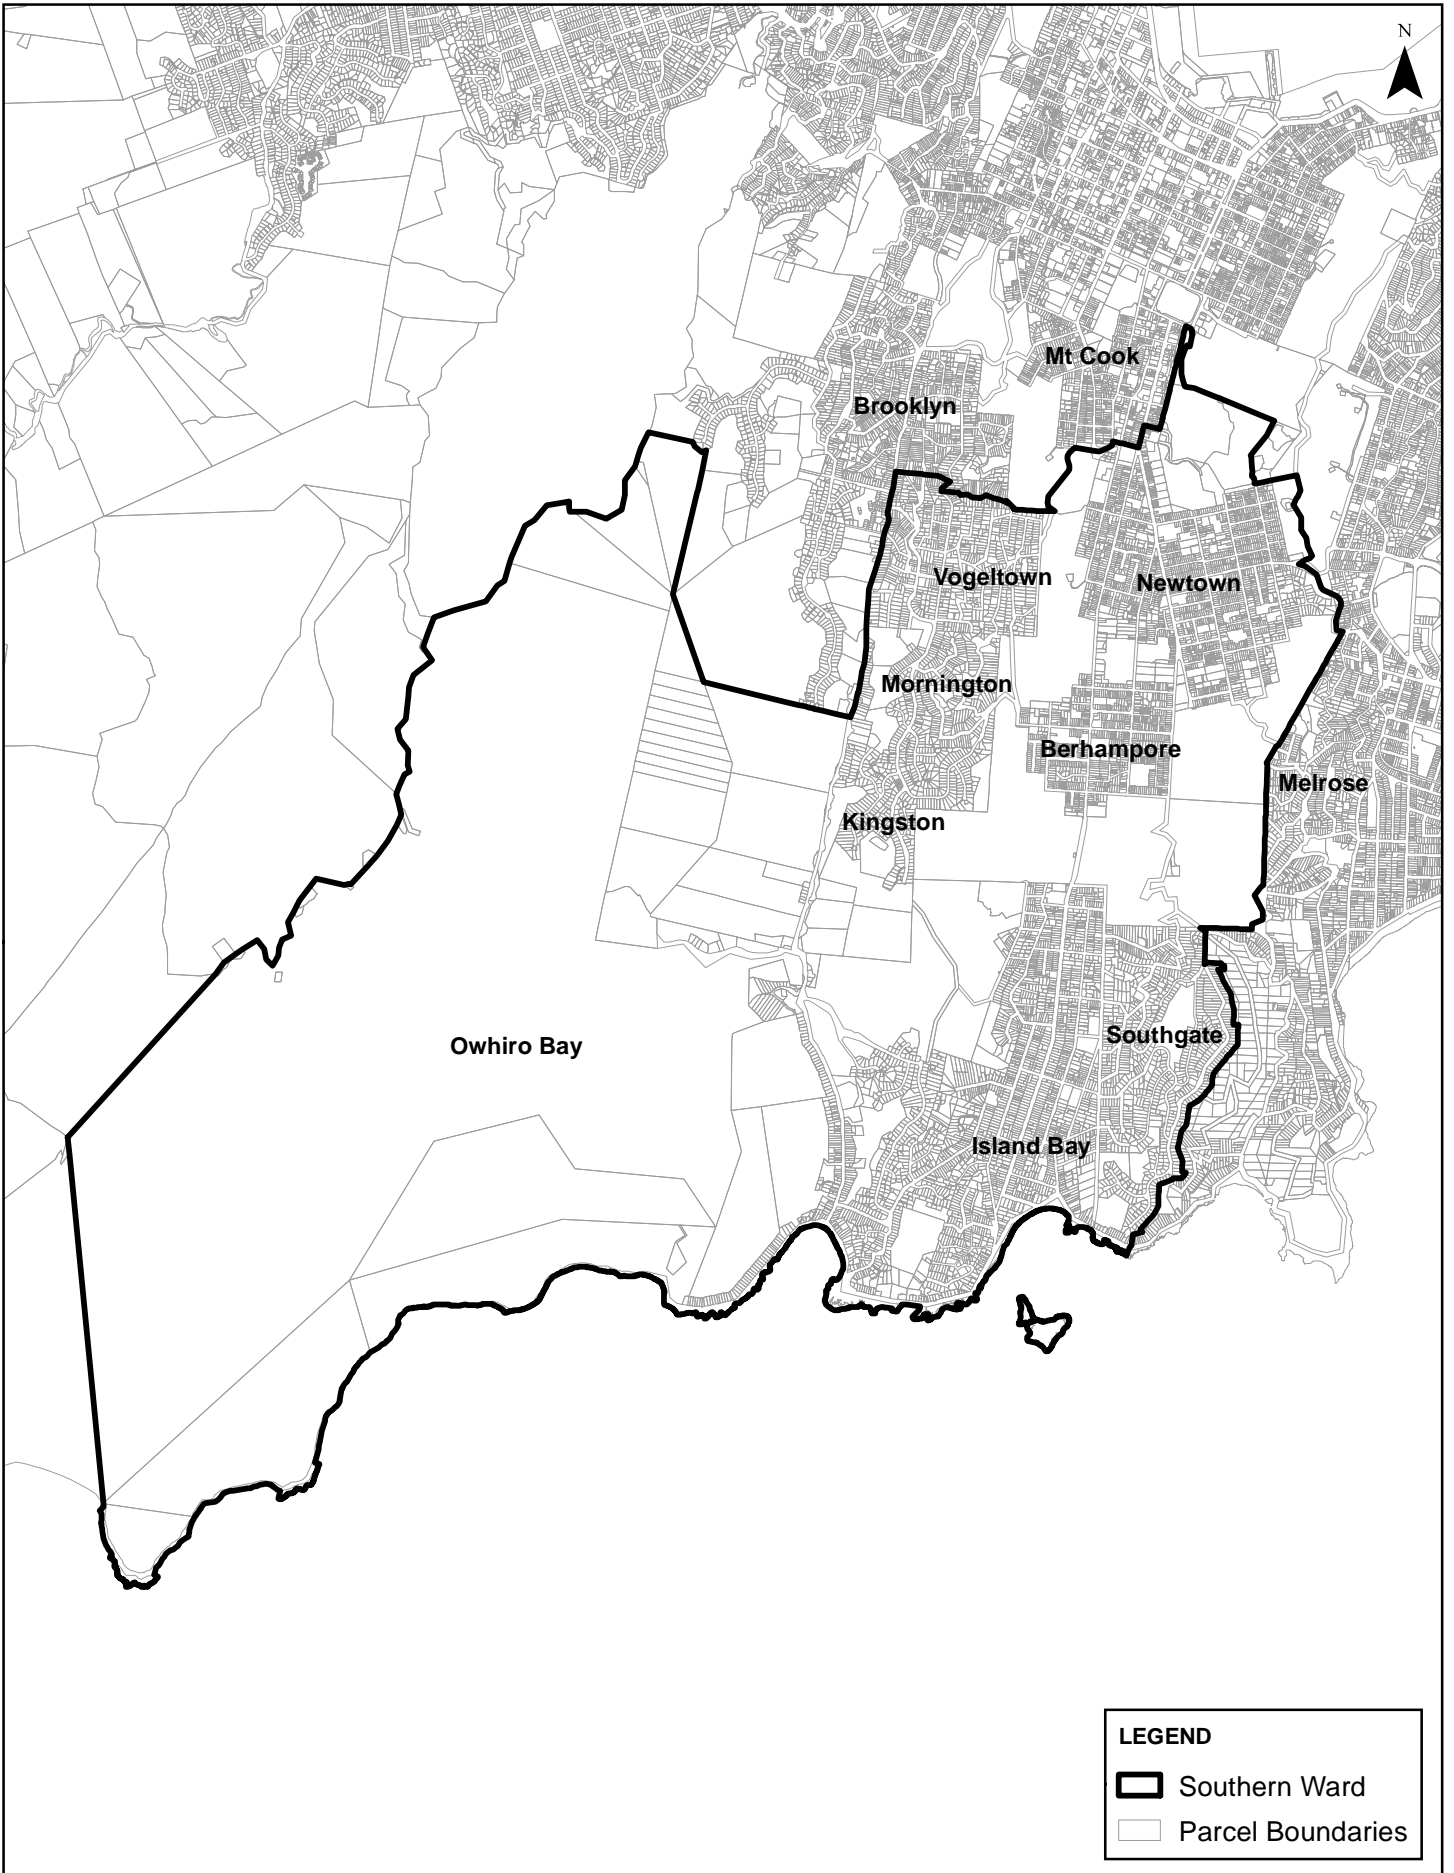 N
Mt Cook
Brooklyn
Vogeltown
Newtown
Mornington
Berhampore
Melrose
Kingston
Southgate
Owhiro Bay
Island Bay
LEGEND
Southern Ward
Parcel Boundaries